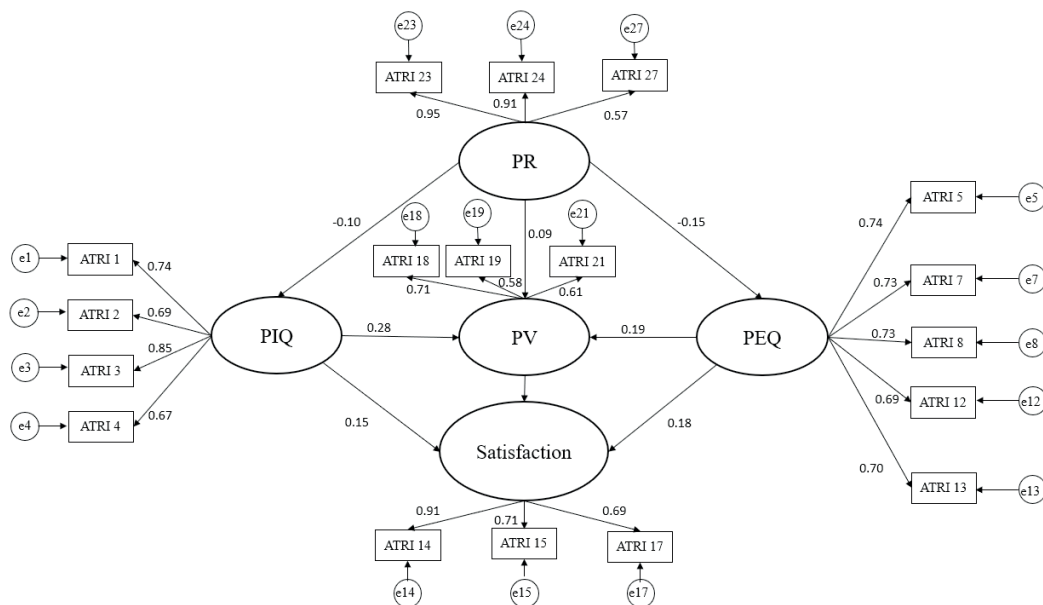 e23
e24
e27
ATRI 23
ATRI 24
ATRI 27
0.95
0.91
0.57
PR
-0.10
0.09
-0.15
e18
e19
e21
ATRI 18
ATRI 19
ATRI 21
0.71
0.58
0.61
e1
ATRI 1
0.74
e2
ATRI 2
0.69
e3
ATRI 3
0.85
e4
ATRI 4
0.67
PIQ
0.28
PV
0.19
PEQ
0.74
ATRI 5
e5
0.73
ATRI 7
e7
0.73
ATRI 8
e8
0.69
ATRI 12
e12
0.70
ATRI 13
e13
0.15
0.18
Satisfaction
0.91
0.71
0.69
ATRI 14
ATRI 15
ATRI 17
e14
e15
e17